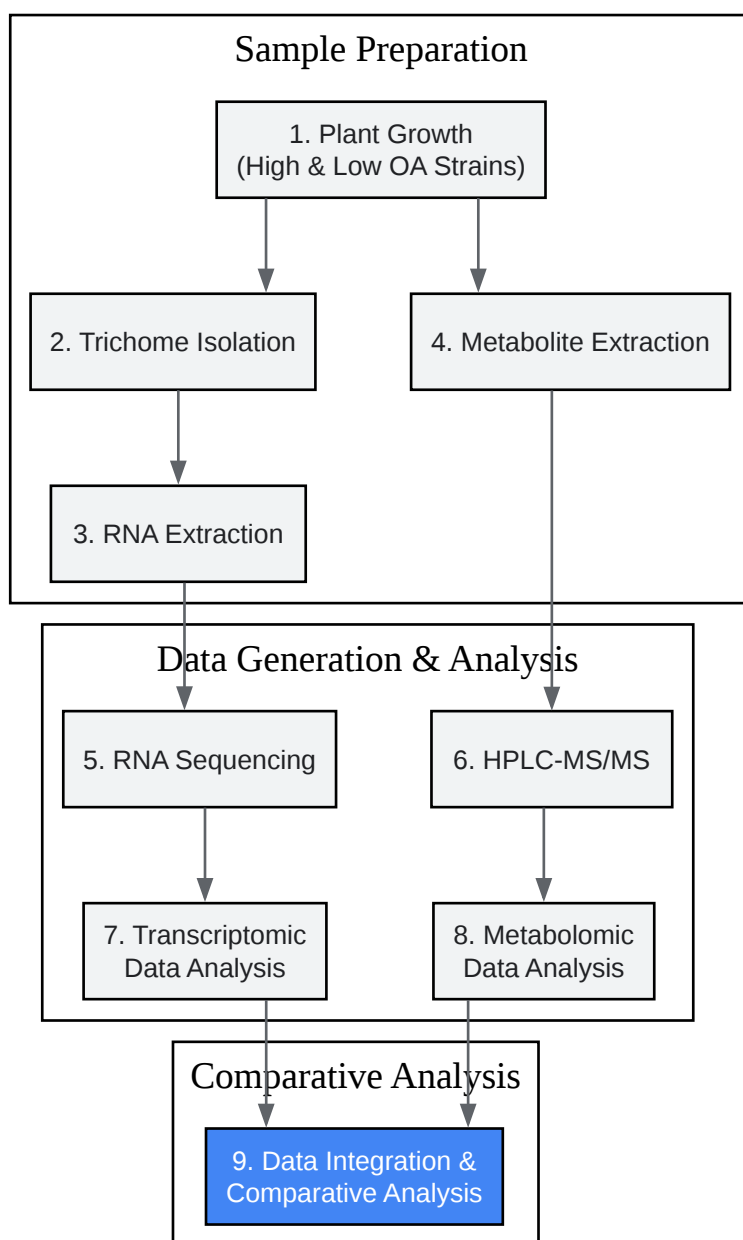 Sample Preparation
1. Plant Growth
(High & Low OA Strains)
2. Trichome Isolation
4. Metabolite Extraction
3. RNA Extraction
Data Generation & Analysis
5. RNA Sequencing
6. HPLC-MS/MS
7. Transcriptomic
Data Analysis
8. Metabolomic
Data Analysis
Comparative Analysis
9. Data Integration &
Comparative Analysis